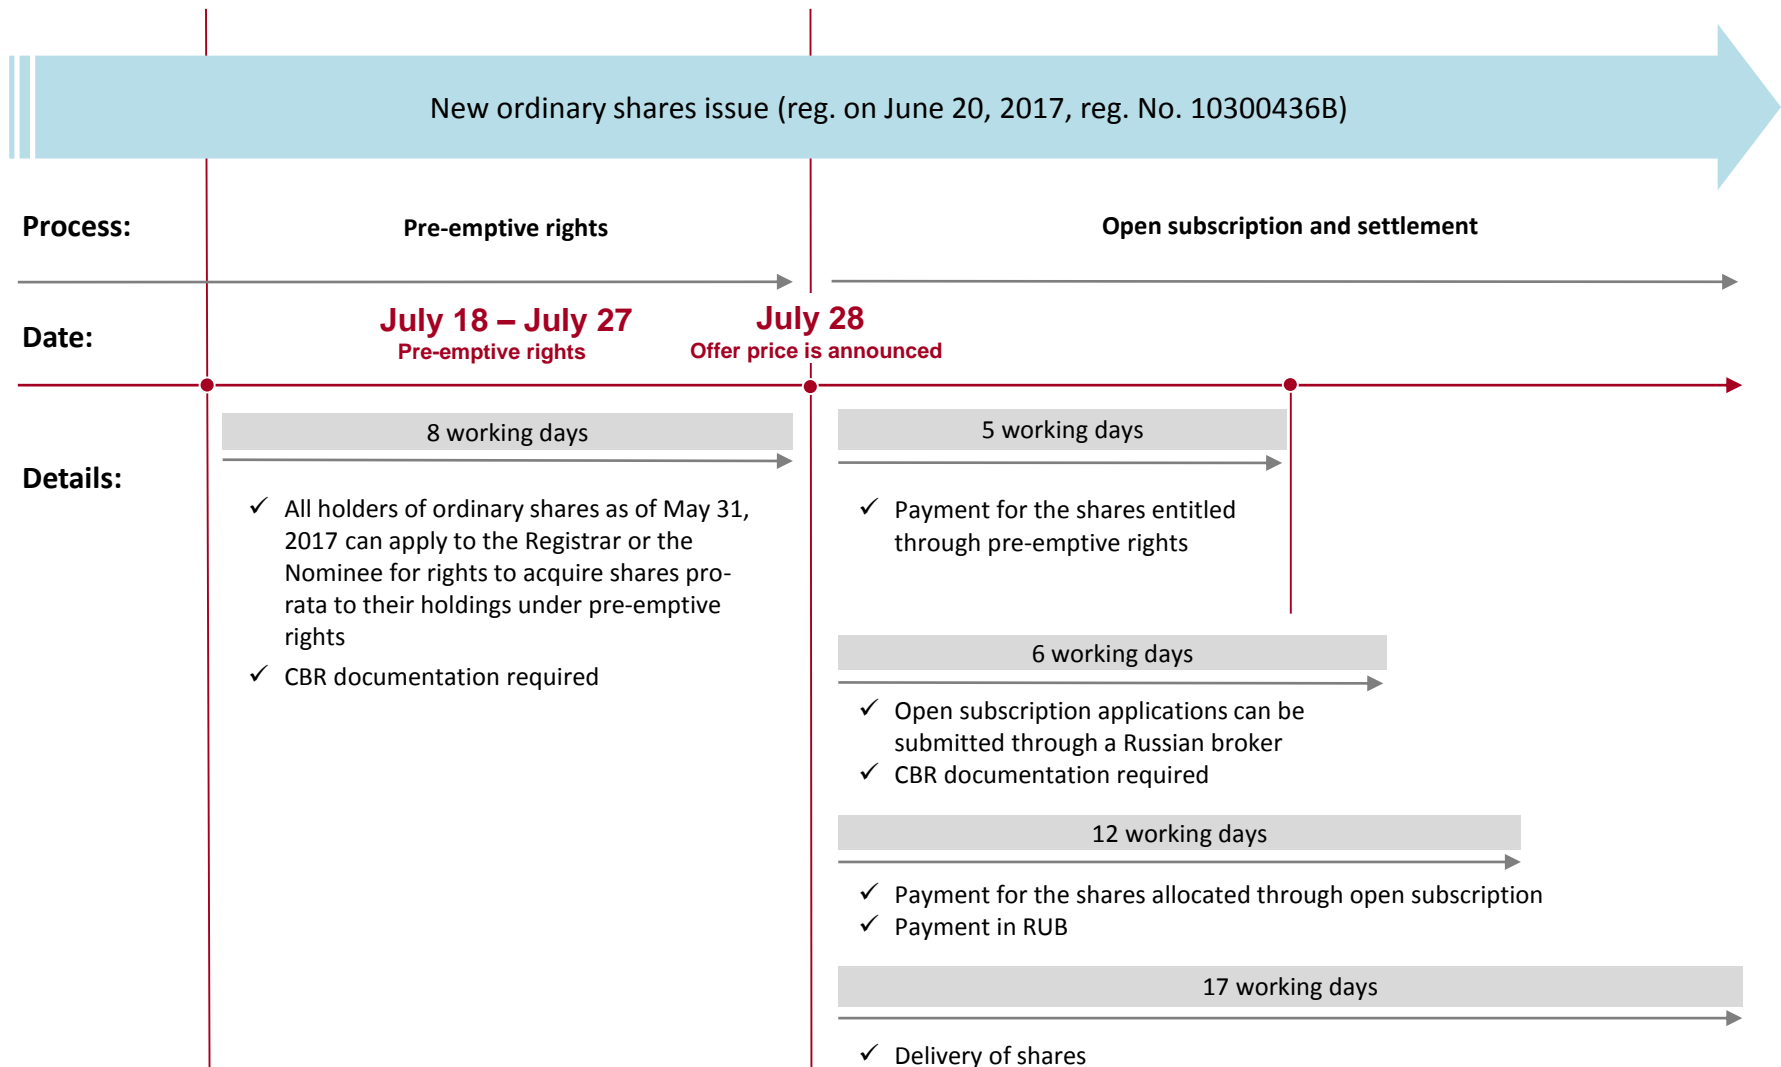 New ordinary shares issue (reg. on June 20, 2017, reg. No. 10300436B)
Process:
Pre-emptive rights
Open subscription and settlement
Date:
July 18 – July 27
Pre-emptive rights
July 28
Offer price is announced
Details:
8 working days
✓ All holders of ordinary shares as of May 31,
2017 can apply to the Registrar or the
Nominee for rights to acquire shares pro-
rata to their holdings under pre-emptive
rights
✓ CBR documentation required
5 working days
✓ Payment for the shares entitled
through pre-emptive rights
6 working days
✓ Open subscription applications can be
submitted through a Russian broker
✓ CBR documentation required
12 working days
✓ Payment for the shares allocated through open subscription
✓ Payment in RUB
17 working days
✓ Delivery of shares